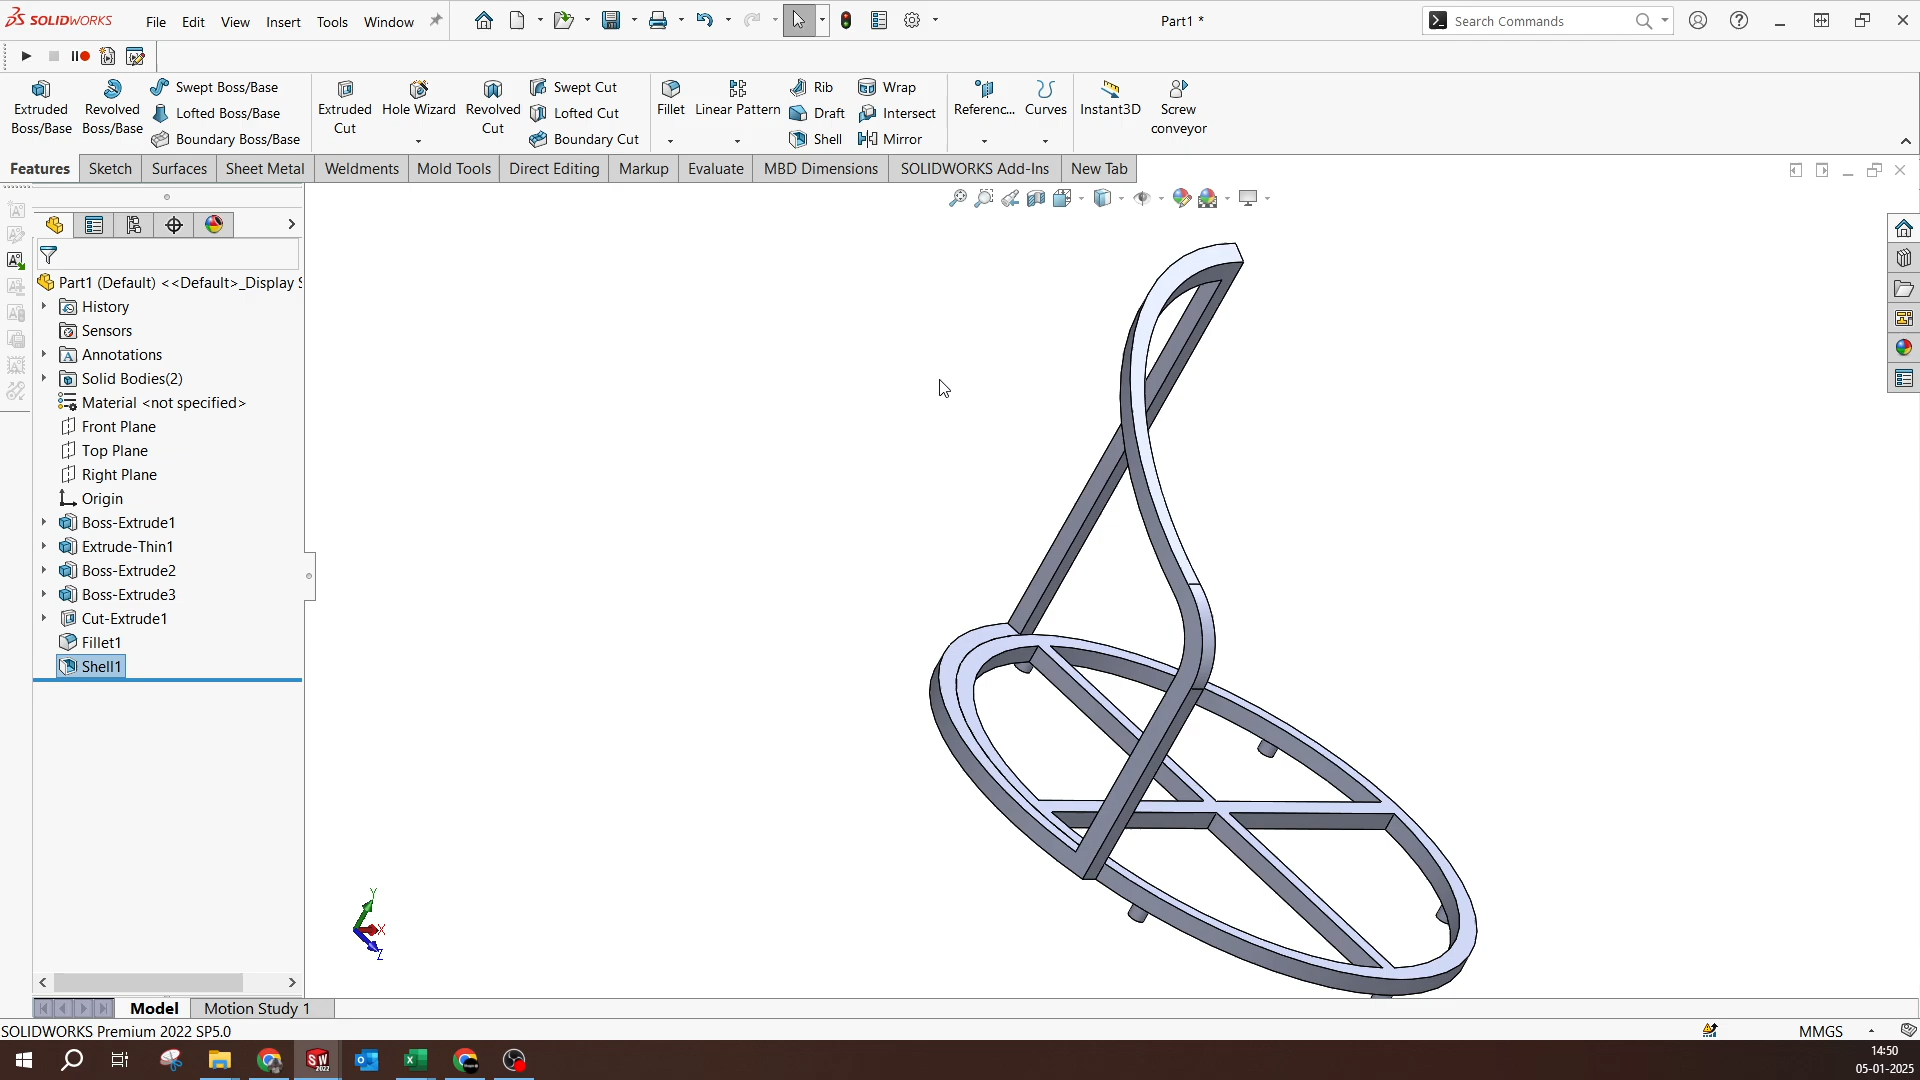 SOLIDWORKS File Edit View Insert Tools Window Part1 * Search Commands
Extruded Boss/Base
Revolved Boss/Base
Swept Boss/Base
Lofted Boss/Base
Boundary Boss/Base
Extruded Cut
Hole Wizard
Revolved Cut
Swept Cut
Lofted Cut
Boundary Cut
Fillet
Linear Pattern
Rib
Draft
Shell
Wrap
Intersect
Mirror
Referenc...
Curves
Instant3D
Screw conveyor
Features Sketch Surfaces Sheet Metal Weldments Mold Tools Direct Editing Markup Evaluate MBD Dimensions SOLIDWORKS Add-Ins New Tab
Part1 (Default) <<Default>_Display S
History
Sensors
Annotations
Solid Bodies(2)
Material <not specified>
Front Plane
Top Plane
Right Plane
Origin
Boss-Extrude1
Extrude-Thin1
Boss-Extrude2
Boss-Extrude3
Cut-Extrude1
Fillet1
Shell1
Y
X
Z
Model Motion Study 1
SOLIDWORKS Premium 2022 SP5.0 MMGS
14:50
05-01-2025